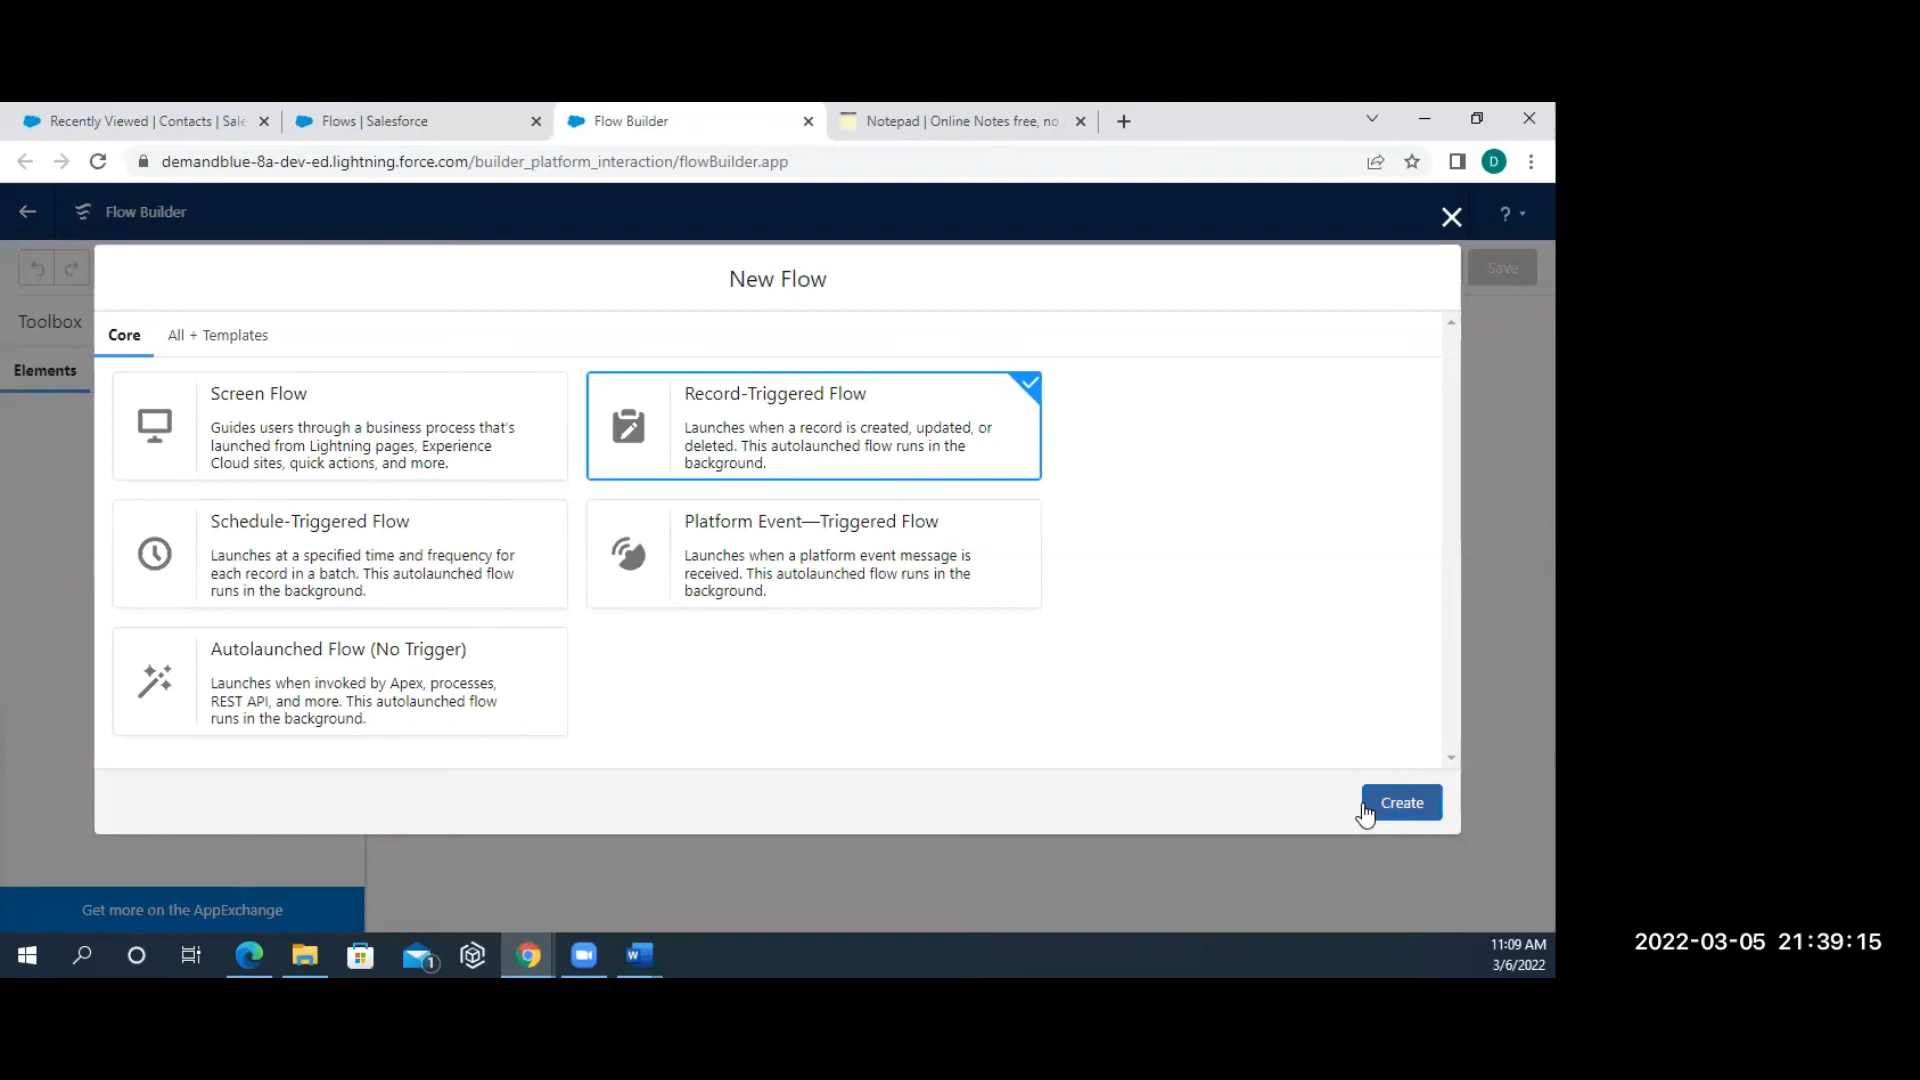 Recently Viewed | Contacts | Sale
Flows | Salesforce
Flow Builder
Notepad | Online Notes free, no
demandblue-8a-dev-ed.lightning.force.com/builder_platform_interaction/flowBuilder.app
D
Flow Builder
?
New Flow
Save
Toolbox
Core
All + Templates
Elements
Screen Flow
Guides users through a business process that's
launched from Lightning pages, Experience
Cloud sites, quick actions, and more.
Record-Triggered Flow
Launches when a record is created, updated, or
deleted. This autolaunched flow runs in the
background.
Schedule-Triggered Flow
Launches at a specified time and frequency for
each record in a batch. This autolaunched flow
runs in the background.
Platform Event—Triggered Flow
Launches when a platform event message is
received. This autolaunched flow runs in the
background.
Autolaunched Flow (No Trigger)
Launches when invoked by Apex, processes,
REST API, and more. This autolaunched flow
runs in the background.
Create
Get more on the AppExchange
1
W
11:09 AM
3/6/2022
2022-03-05 21:39:15